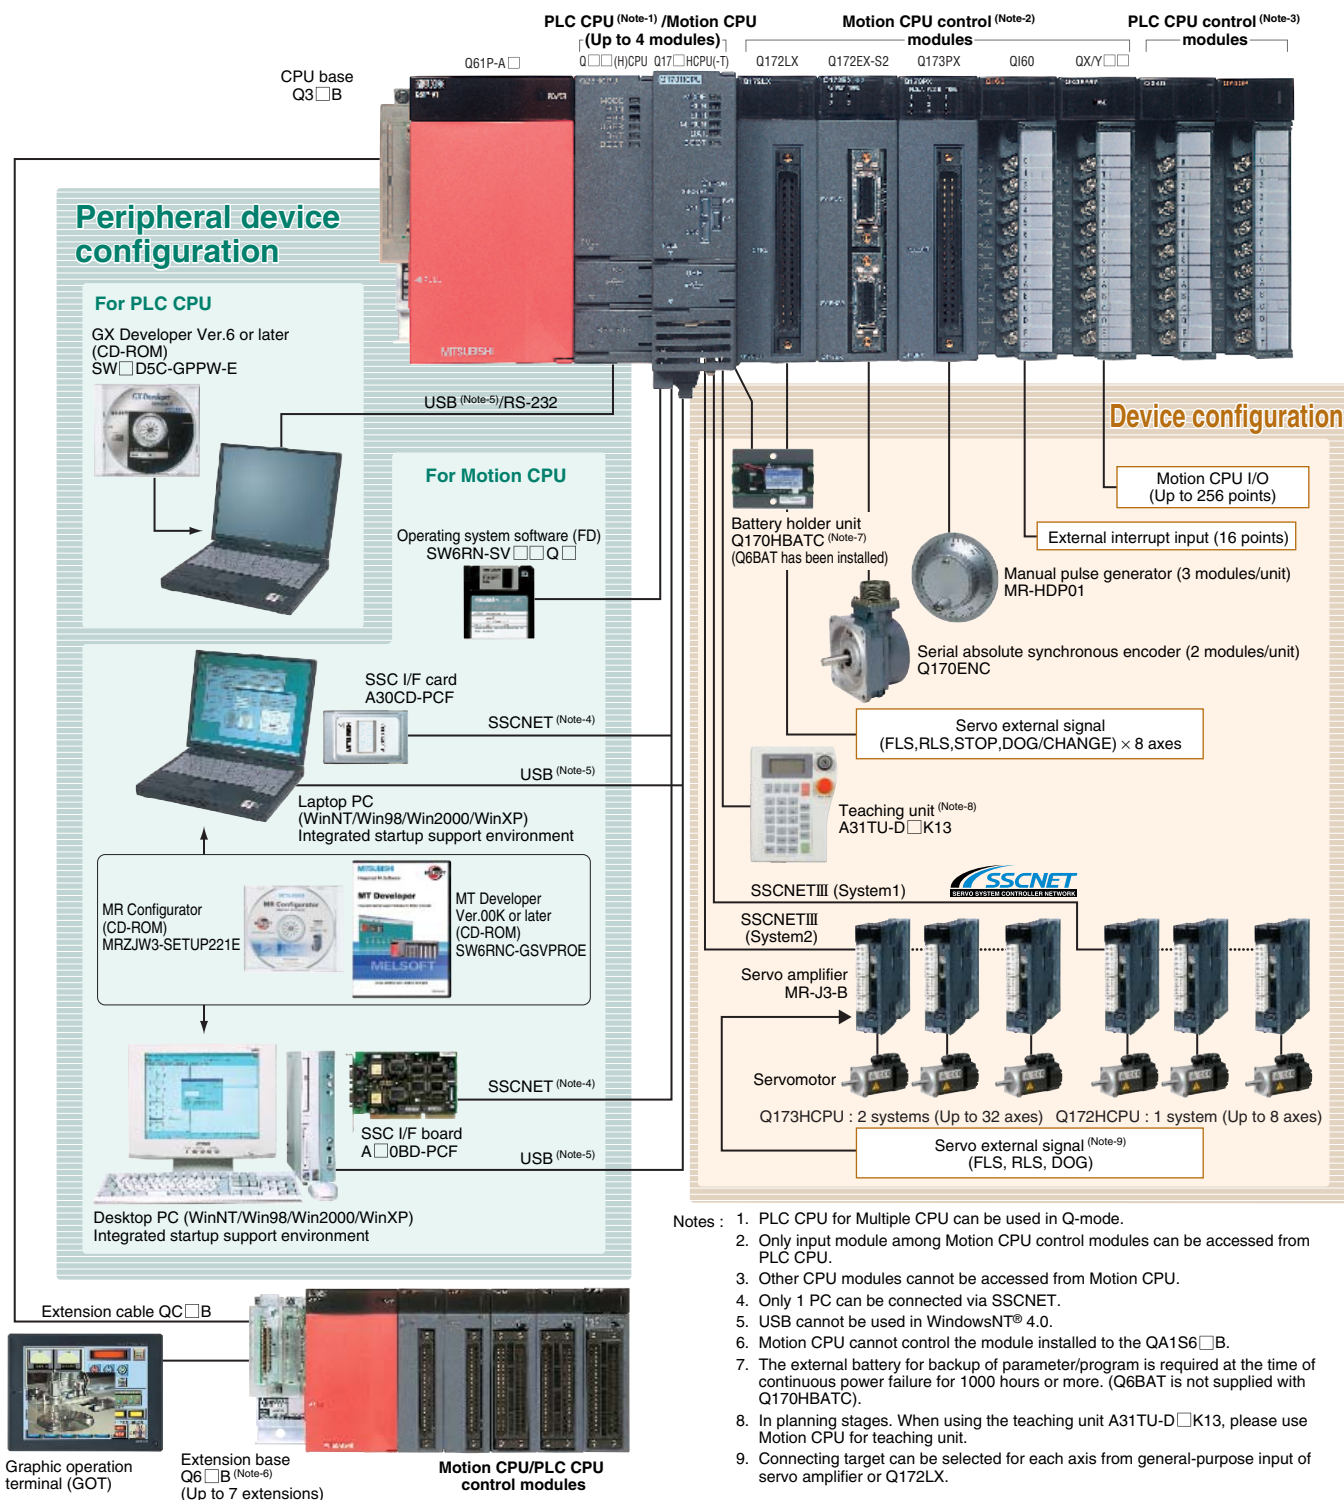 PLC CPU (Note-1) /Motion CPU
(Up to 4 modules)
Motion CPU control (Note-2)
modules
PLC CPU control (Note-3)
modules
Q61P-A□
Q□□(H)CPU
Q17□HCPU(-T)
Q172LX
Q172EX-S2
Q173PX
QI60
QX/Y□□
CPU base
Q3□B
MITSUBISHI
Peripheral device
configuration
For PLC CPU
GX Developer Ver.6 or later
(CD-ROM)
SW□D5C-GPPW-E
USB (Note-5)/RS-232
For Motion CPU
Operating system software (FD)
SW6RN-SV□□Q□
SSC I/F card
A30CD-PCF
SSCNET (Note-4)
USB (Note-5)
Laptop PC
(WinNT/Win98/Win2000/WinXP)
Integrated startup support environment
MR Configurator
(CD-ROM)
MRZJW3-SETUP221E
MR Configurator
MITSUBISHI
MT Developer
MELSOFT
MT Developer
Ver.00K or later
(CD-ROM)
SW6RNC-GSVPROE
SSCNET (Note-4)
SSC I/F board
A□0BD-PCF
USB (Note-5)
Desktop PC (WinNT/Win98/Win2000/WinXP)
Integrated startup support environment
Device configuration
Motion CPU I/O
(Up to 256 points)
External interrupt input (16 points)
Battery holder unit
Q170HBATC (Note-7)
(Q6BAT has been installed)
Manual pulse generator (3 modules/unit)
MR-HDP01
Serial absolute synchronous encoder (2 modules/unit)
Q170ENC
Servo external signal
(FLS,RLS,STOP,DOG/CHANGE) × 8 axes
Teaching unit (Note-8)
A31TU-D□K13
SSCNETⅢ (System1)
SSCNET
SERVO SYSTEM CONTROLLER NETWORK
SSCNETⅢ
(System2)
Servo amplifier
MR-J3-B
Servomotor
Q173HCPU : 2 systems (Up to 32 axes)
Q172HCPU : 1 system (Up to 8 axes)
Servo external signal (Note-9)
(FLS, RLS, DOG)
Extension cable QC□B
Graphic operation
terminal (GOT)
Extension base
Q6□B (Note-6)
(Up to 7 extensions)
Motion CPU/PLC CPU
control modules
Notes : 1. PLC CPU for Multiple CPU can be used in Q-mode.
2. Only input module among Motion CPU control modules can be accessed from
PLC CPU.
3. Other CPU modules cannot be accessed from Motion CPU.
4. Only 1 PC can be connected via SSCNET.
5. USB cannot be used in WindowsNT® 4.0.
6. Motion CPU cannot control the module installed to the QA1S6□B.
7. The external battery for backup of parameter/program is required at the time of
continuous power failure for 1000 hours or more. (Q6BAT is not supplied with
Q170HBATC).
8. In planning stages. When using the teaching unit A31TU-D□K13, please use
Motion CPU for teaching unit.
9. Connecting target can be selected for each axis from general-purpose input of
servo amplifier or Q172LX.